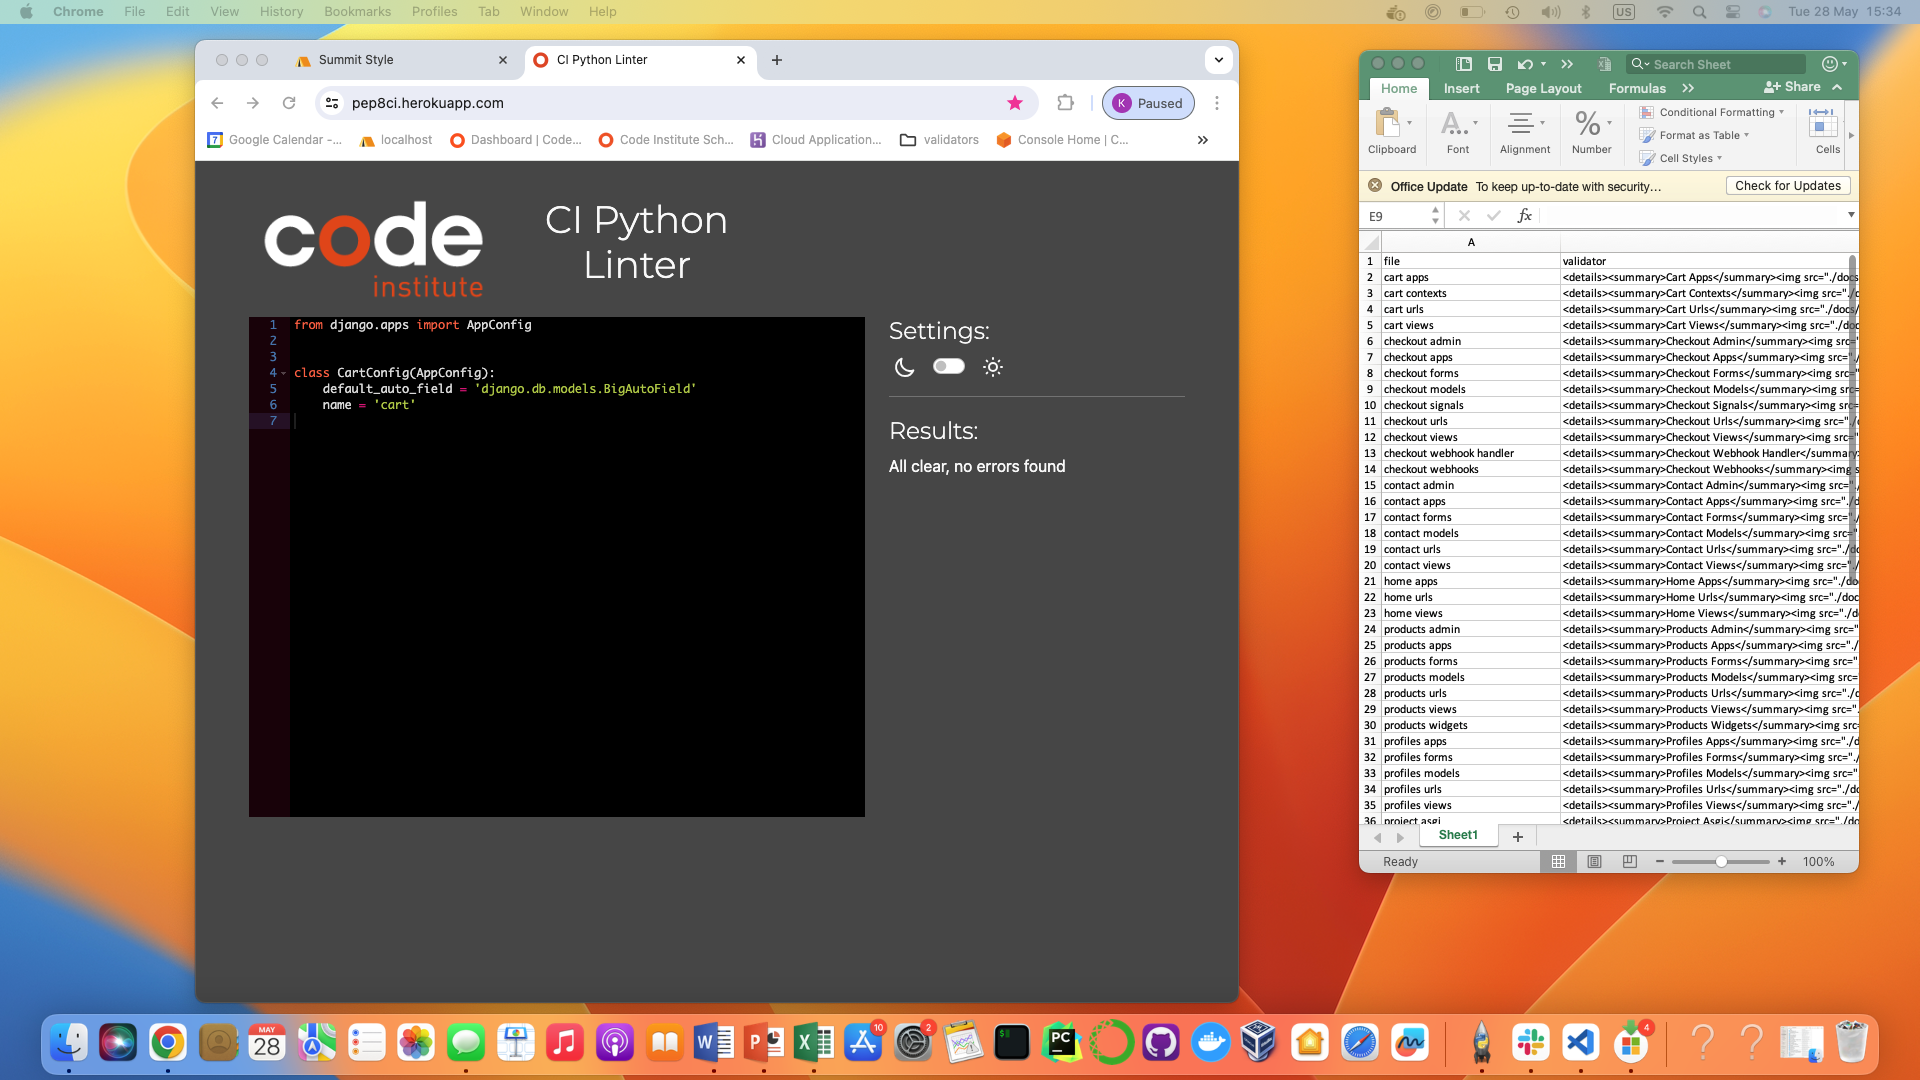 Chrome File Edit View History Bookmarks Profiles Tab Window Help US Tue 28 May 15:34
Summit Style
CI Python Linter
pep8ci.herokuapp.com
K Paused
7 Google Calendar -... localhost Dashboard | Code... Code Institute Sch... Cloud Application... validators Console Home | C...
code
institute
CI Python
Linter
1 from django.apps import AppConfig
2
3
4 class CartConfig(AppConfig):
5 default_auto_field = 'django.db.models.BigAutoField'
6 name = 'cart'
7
Settings:
Results:
All clear, no errors found
Search Sheet
Home Insert Page Layout Formulas Share
Clipboard Font Alignment Number Conditional Formatting Format as Table Cell Styles Cells
Office Update To keep up-to-date with security... Check for Updates
E9 fx
A
1 file validator
2 cart apps <details><summary>Cart Apps</summary><img src="./docs
3 cart contexts <details><summary>Cart Contexts</summary><img src="./d
4 cart urls <details><summary>Cart Urls</summary><img src="./docs/
5 cart views <details><summary>Cart Views</summary><img src="./doc
6 checkout admin <details><summary>Checkout Admin</summary><img src="
7 checkout apps <details><summary>Checkout Apps</summary><img src="./
8 checkout forms <details><summary>Checkout Forms</summary><img src="
9 checkout models <details><summary>Checkout Models</summary><img src="
10 checkout signals <details><summary>Checkout Signals</summary><img src=
11 checkout urls <details><summary>Checkout Urls</summary><img src="./
12 checkout views <details><summary>Checkout Views</summary><img src="
13 checkout webhook handler <details><summary>Checkout Webhook Handler</summary>
14 checkout webhooks <details><summary>Checkout Webhooks</summary><img s
15 contact admin <details><summary>Contact Admin</summary><img src="./
16 contact apps <details><summary>Contact Apps</summary><img src="./d
17 contact forms <details><summary>Contact Forms</summary><img src="./
18 contact models <details><summary>Contact Models</summary><img src="
19 contact urls <details><summary>Contact Urls</summary><img src="./do
20 contact views <details><summary>Contact Views</summary><img src="./
21 home apps <details><summary>Home Apps</summary><img src="./do
22 home urls <details><summary>Home Urls</summary><img src="./doc
23 home views <details><summary>Home Views</summary><img src="./d
24 products admin <details><summary>Products Admin</summary><img src="
25 products apps <details><summary>Products Apps</summary><img src="./
26 products forms <details><summary>Products Forms</summary><img src="
27 products models <details><summary>Products Models</summary><img src="
28 products urls <details><summary>Products Urls</summary><img src="./d
29 products views <details><summary>Products Views</summary><img src=".
30 products widgets <details><summary>Products Widgets</summary><img src=
31 profiles apps <details><summary>Profiles Apps</summary><img src="./d
32 profiles forms <details><summary>Profiles Forms</summary><img src="./
33 profiles models <details><summary>Profiles Models</summary><img src="
34 profiles urls <details><summary>Profiles Urls</summary><img src="./d
35 profiles views <details><summary>Profiles Views</summary><img src="./
36 project asgi <details><summary>Project Asgi</summary><img src="./do
Sheet1
Ready 100%
MAY 28 W P X 10 2 $ PC 4